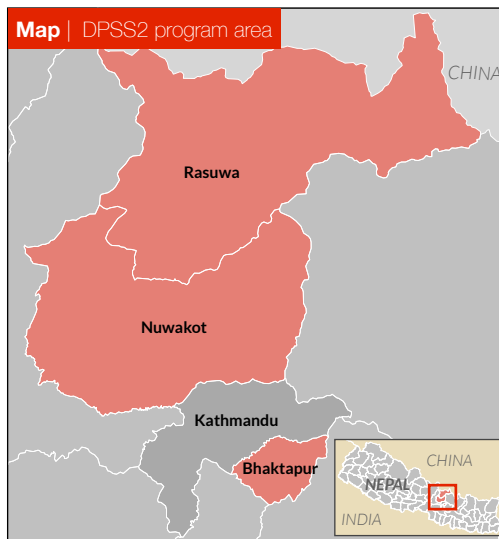 Map | DPSS2 program area
CHINA
Rasuwa
Nuwakot
Kathmandu
Bhaktapur
CHINA
NEPAL
INDIA